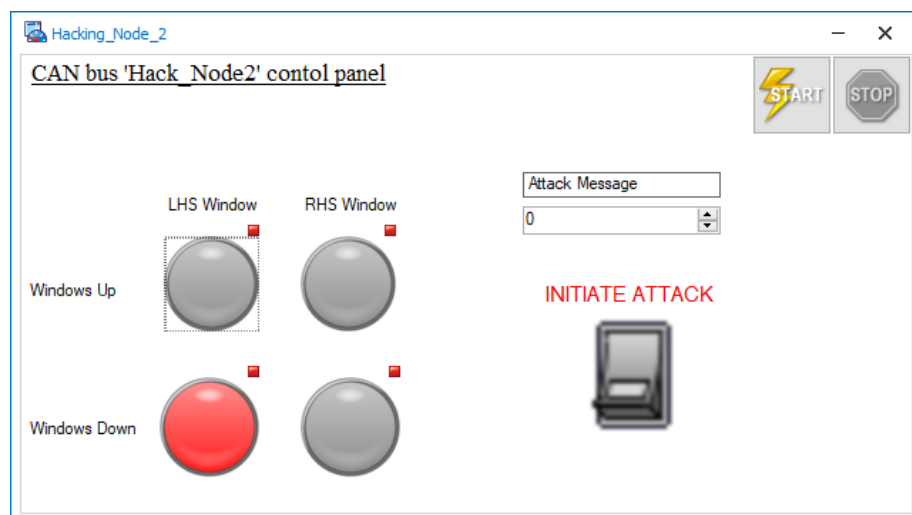 Hacking_Node_2
CAN bus 'Hack_Node2' contol panel
START
STOP
Attack Message
LHS Window
RHS Window
0
Windows Up
INITIATE ATTACK
Windows Down